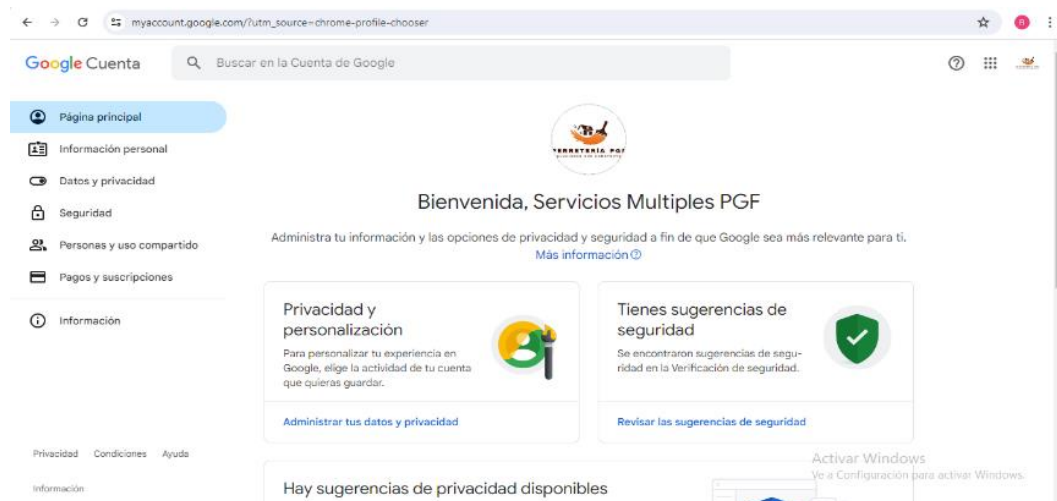 myaccount.google.com/?utm_source=chrome-profile-chooser
A
Google Cuenta
Buscar en la Cuenta de Google
Página principal
Información personal
Datos y privacidad
Seguridad
Personas y uso compartido
Pagos y suscripciones
Información
Privacidad Condiciones Ayuda
Información
FERRETERÍA PGF
Bienvenida, Servicios Multiples PGF
Administra tu información y las opciones de privacidad y seguridad a fin de que Google sea más relevante para ti.
Más información
Privacidad y
personalización
Para personalizar tu experiencia en
Google, elige la actividad de tu cuenta
que quieras guardar.
Administrar tus datos y privacidad
Tienes sugerencias de
seguridad
Se encontraron sugerencias de segu-
ridad en la Verificación de seguridad.
Revisar las sugerencias de seguridad
Hay sugerencias de privacidad disponibles
Activar Windows
Ve a Configuración para activar Windows.